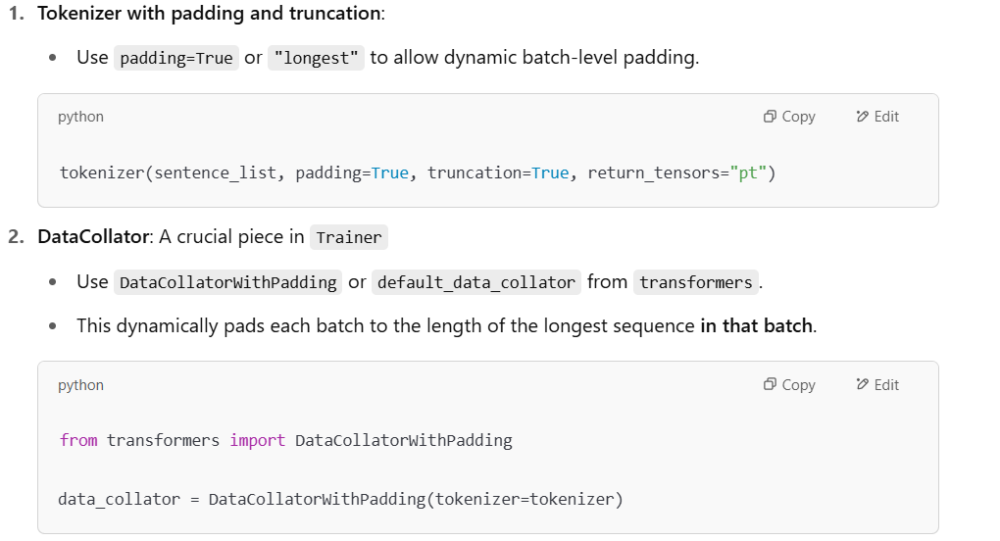 1. Tokenizer with padding and truncation:
• Use padding=True or "longest" to allow dynamic batch-level padding.
python Copy Edit
tokenizer(sentence_list, padding=True, truncation=True, return_tensors="pt")
2. DataCollator: A crucial piece in Trainer
• Use DataCollatorWithPadding or default_data_collator from transformers.
• This dynamically pads each batch to the length of the longest sequence in that batch.
python Copy Edit
from transformers import DataCollatorWithPadding
data_collator = DataCollatorWithPadding(tokenizer=tokenizer)